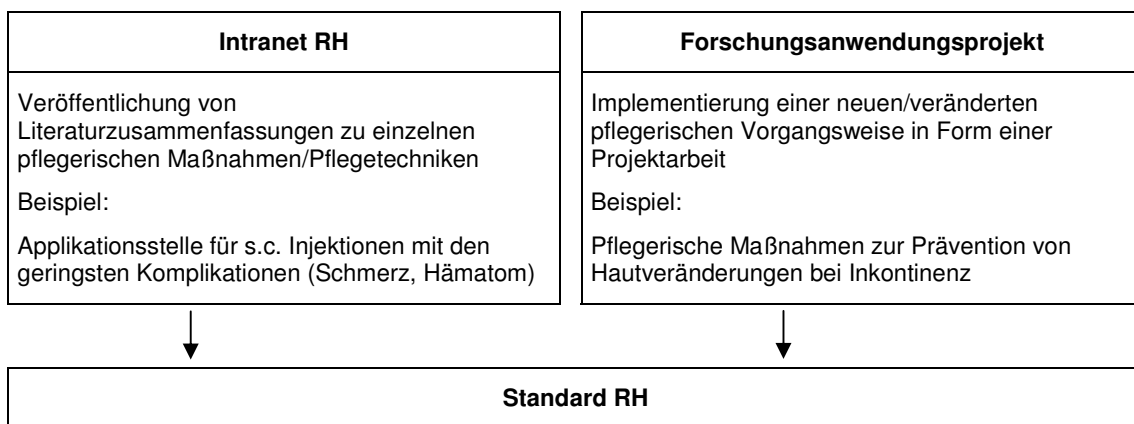 Intranet RH
Veröffentlichung von
Literaturzusammenfassungen zu einzelnen
pflegerischen Maßnahmen/Pflegetechniken
Beispiel:
Applikationsstelle für s.c. Injektionen mit den
geringsten Komplikationen (Schmerz, Hämatom)
Forschungsanwendungsprojekt
Implementierung einer neuen/veränderten
pflegerischen Vorgangsweise in Form einer
Projektarbeit
Beispiel:
Pflegerische Maßnahmen zur Prävention von
Hautveränderungen bei Inkontinenz
Standard RH